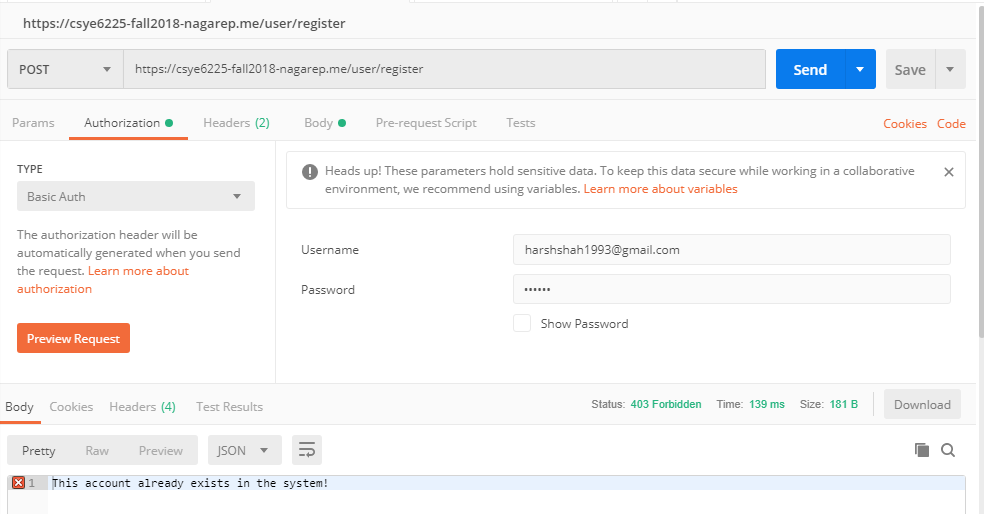 https://csye6225-fall2018-nagarep.me/user/register
POST https://csye6225-fall2018-nagarep.me/user/register Send Save
Params Authorization Headers (2) Body Pre-request Script Tests Cookies Code
TYPE
Basic Auth
The authorization header will be
automatically generated when you send
the request. Learn more about
authorization
Preview Request
Heads up! These parameters hold sensitive data. To keep this data secure while working in a collaborative
environment, we recommend using variables. Learn more about variables
Username harshshah1993@gmail.com
Password ••••••
Show Password
Body Cookies Headers (4) Test Results Status: 403 Forbidden Time: 139 ms Size: 181 B Download
Pretty Raw Preview JSON
1 This account already exists in the system!